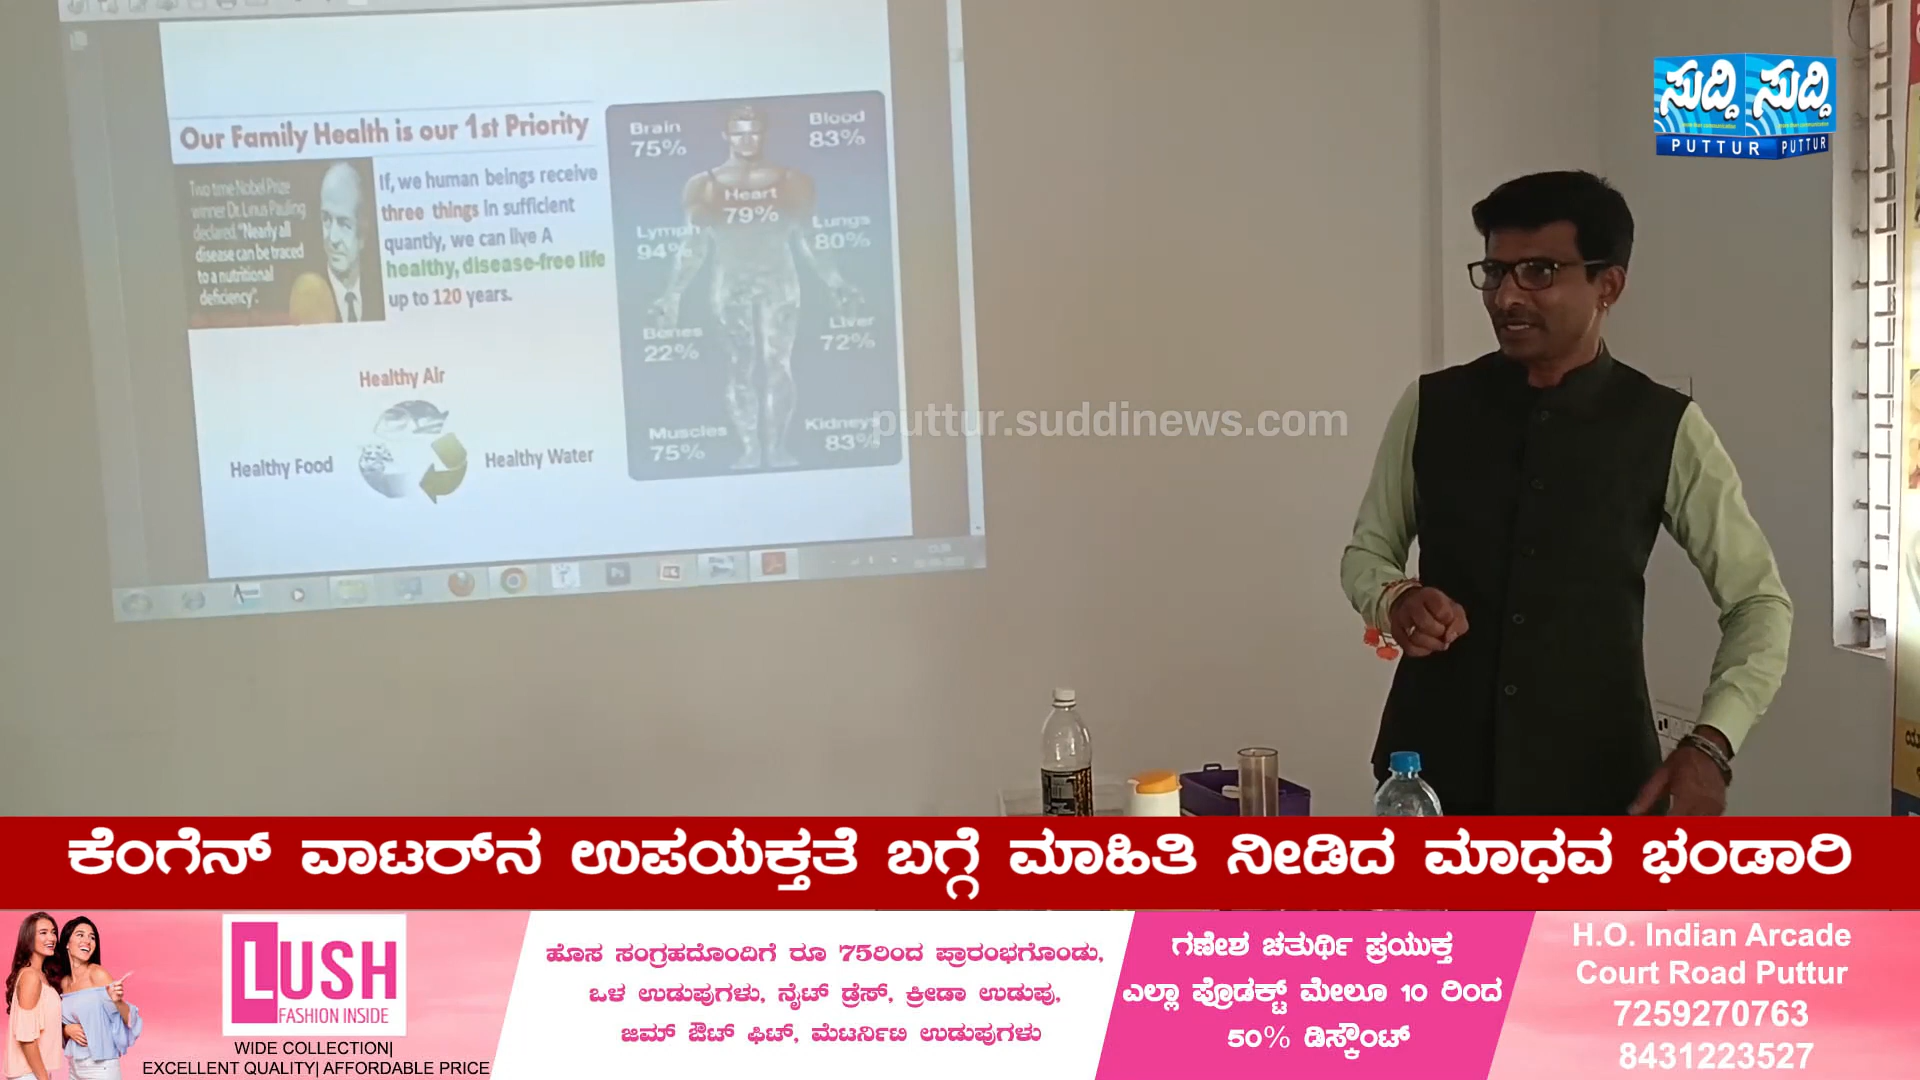 Our Family Health is our 1st Priority
Two time Nobel Prize
winner Dr. Linus Pauling
declared. "Nearly all
disease can be traced
to a nutritional
deficiency".
If, we human beings receive
three things in sufficient
quantiy, we can live A
healthy, disease-free life
up to 120 years.
Healthy Air
Healthy Food
Healthy Water
Brain
75%
Blood
83%
Heart
79%
Lymph
94%
Lungs
80%
Bones
22%
Liver
72%
Muscles
75%
Kidneys
83%
ಸುದ್ದಿ ಸುದ್ದಿ
PUTTUR PUTTUR
puttur.suddinews.com
ಕೆಂಗೆನ್ ವಾಟರ್‌ನ ಉಪಯಕ್ತತೆ ಬಗ್ಗೆ ಮಾಹಿತಿ ನೀಡಿದ ಮಾಧವ ಭಂಡಾರಿ
LUSH
FASHION INSIDE
WIDE COLLECTION|
EXCELLENT QUALITY| AFFORDABLE PRICE
ಹೊಸ ಸಂಗ್ರಹದೊಂದಿಗೆ ರೂ 75ರಿಂದ ಪ್ರಾರಂಭಗೊಂಡು,
ಒಳ ಉಡುಪುಗಳು, ನೈಟ್ ಡ್ರೆಸ್, ಕ್ರೀಡಾ ಉಡುಪು,
ಜಿಮ್ ಔಟ್ ಫಿಟ್, ಮೆಟರ್ನಿಟಿ ಉಡುಪುಗಳು
ಗಣೇಶ ಚತುರ್ಥಿ ಪ್ರಯುಕ್ತ
ಎಲ್ಲಾ ಪ್ರೊಡಕ್ಟ್ ಮೇಲೂ 10 ರಿಂದ
50% ಡಿಸ್ಕೌಂಟ್
H.O. Indian Arcade
Court Road Puttur
7259270763
8431223527